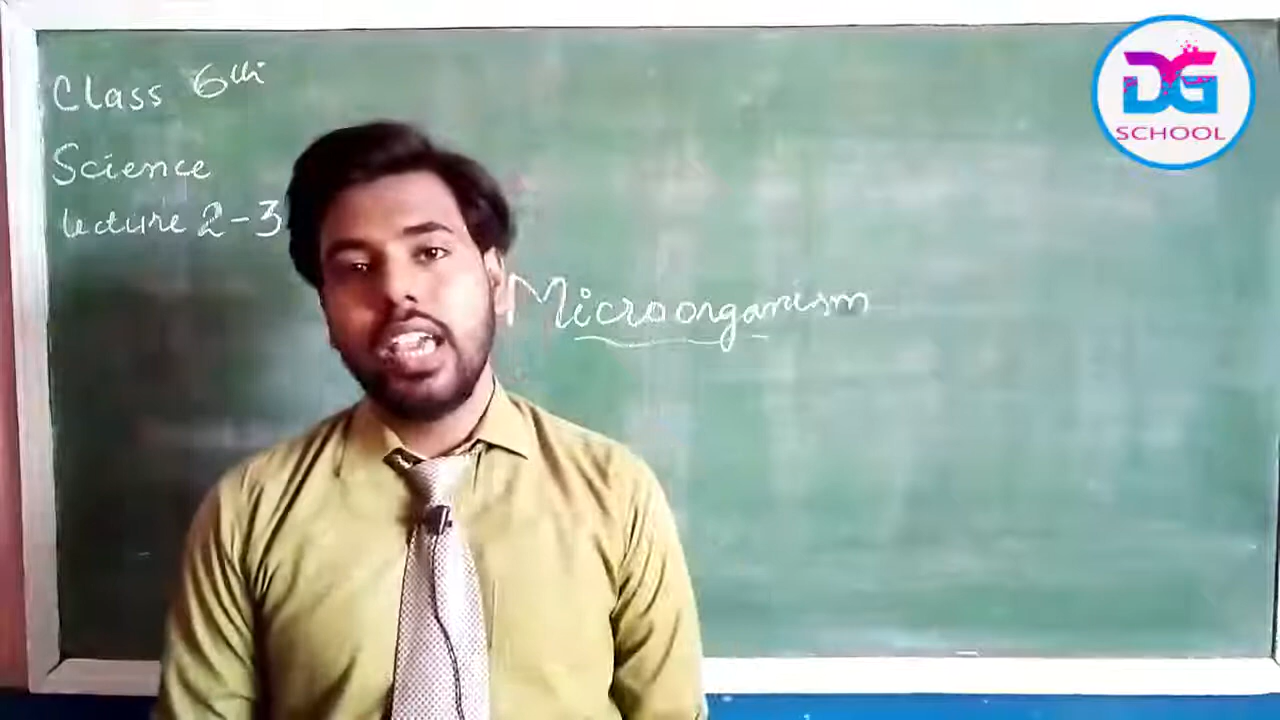 Class 6th
Science
lecture 2-3
Microorganism
DG
SCHOOL